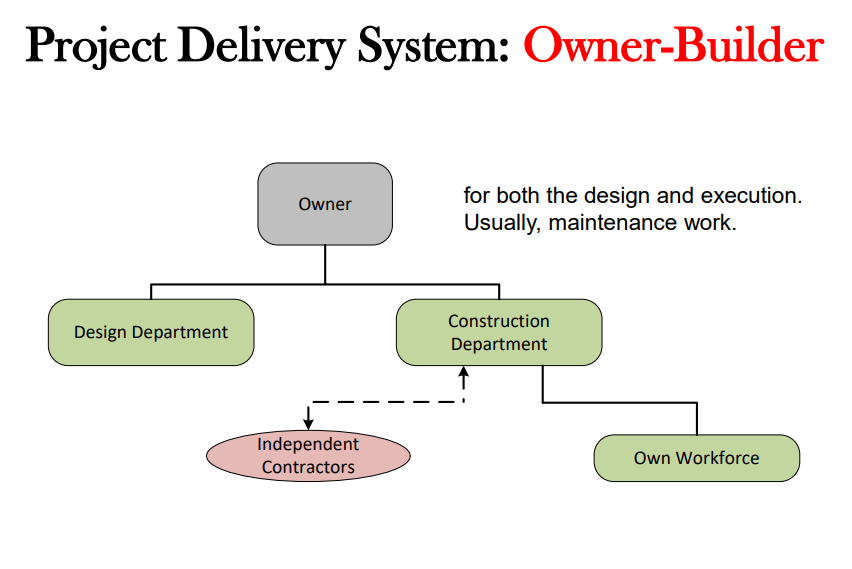 Project Delivery System: Owner-Builder
Owner
for both the design and execution.
Usually, maintenance work.
Design Department
Construction
Department
Independent
Contractors
Own Workforce